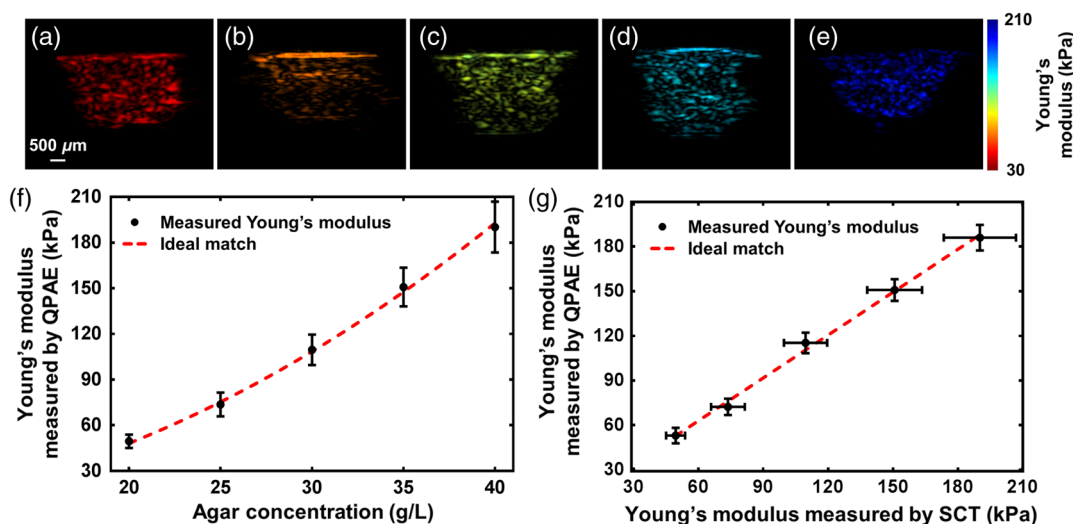 (a)
(b)
(c)
(d)
(e)
500 µm
210
30
Young's
modulus (kPa)
(f)
Young's modulus
measured by QPAE (kPa)
210
180
150
120
90
60
30
Measured Young's modulus
Ideal match
20
25
30
35
40
Agar concentration (g/L)
(g)
Young's modulus
measured by QPAE (kPa)
210
180
150
120
90
60
30
Measured Young's modulus
Ideal match
30
60
90
120
150
180
210
Young's modulus measured by SCT (kPa)